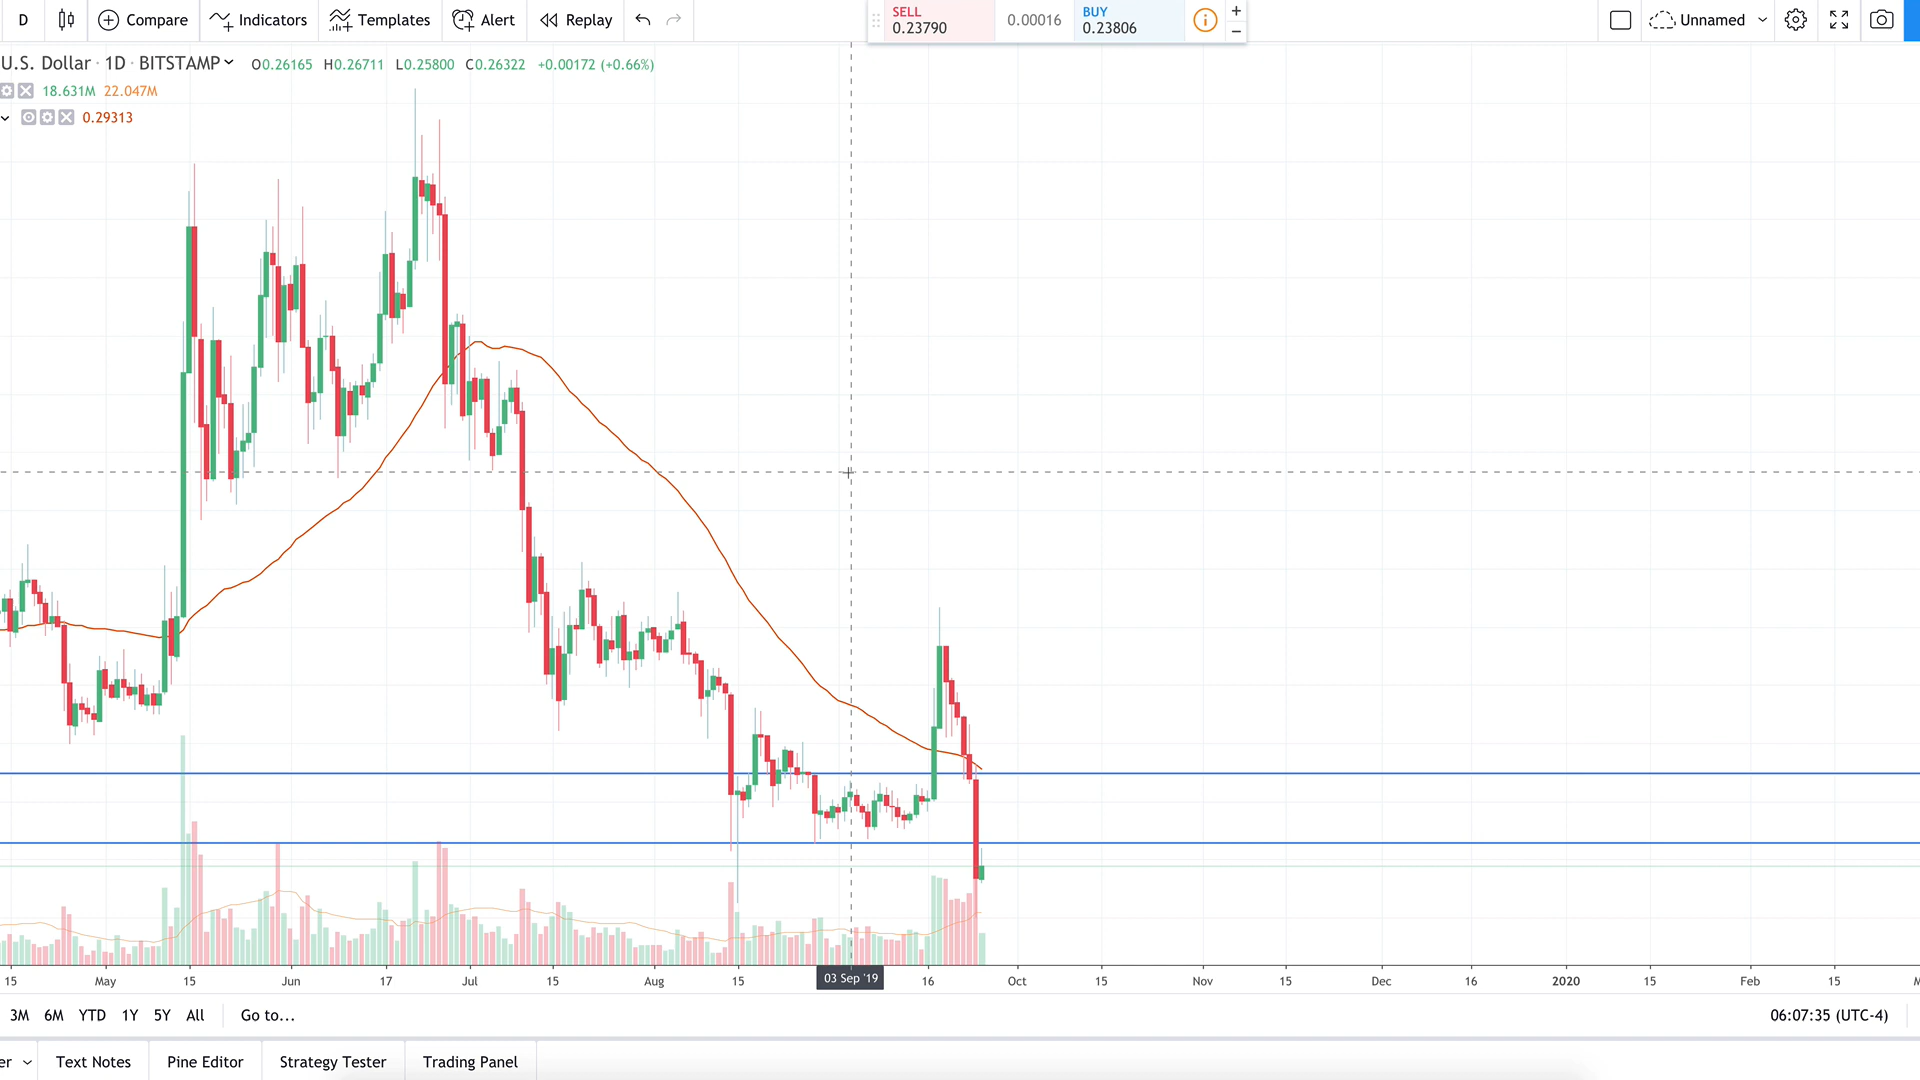 D Compare Indicators Templates Alert Replay
SELL 0.23790 0.00016 BUY 0.23806 + −
Unnamed
U.S. Dollar · 1D · BITSTAMP O0.26165 H0.26711 L0.25800 C0.26322 +0.00172 (+0.66%)
18.631M 22.047M
0.29313
15 May 15 Jun 17 Jul 15 Aug 15 03 Sep '19 16 Oct 15 Nov 15 Dec 16 2020 15 Feb 15 M
3M 6M YTD 1Y 5Y All Go to... 06:07:35 (UTC-4)
er Text Notes Pine Editor Strategy Tester Trading Panel